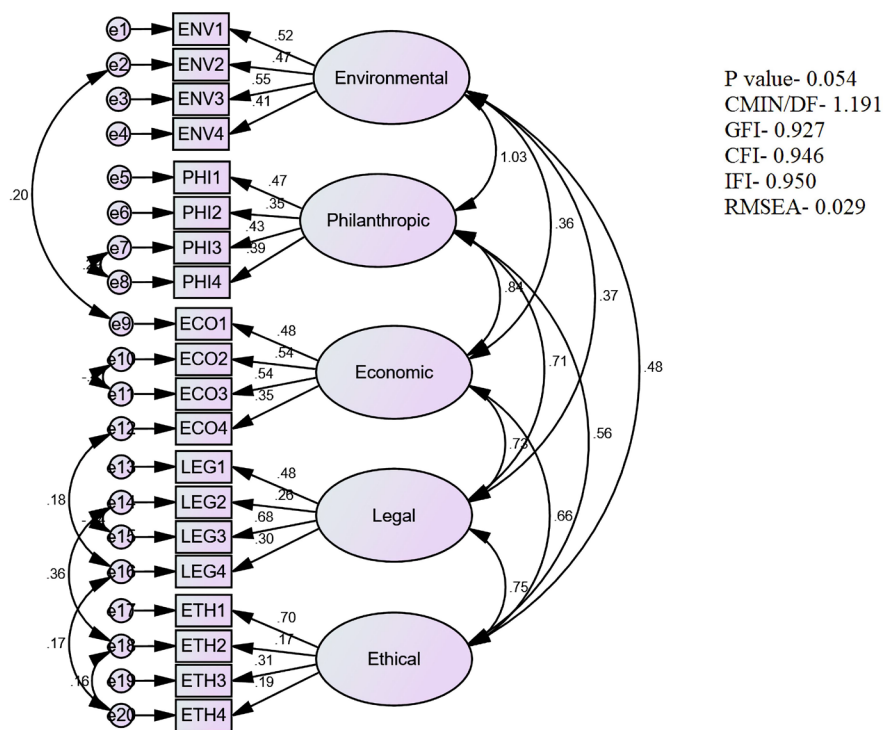 e1 ENV1 .52
e2 ENV2 .47 Environmental
e3 ENV3 .55
e4 ENV4 .41
1.03
e5 PHI1 .47
.20
e6 PHI2 .35 Philanthropic .36
e7 PHI3 .43
e8 PHI4 .39
.84 .37
e9 ECO1 .48
e10 ECO2 .54
e11 ECO3 .54 Economic .71 .48
e12 ECO4 .35
.73 .56
e13 LEG1 .48
.18
e14 LEG2 .26 Legal .66
e15 LEG3 .68
e16 LEG4 .30
.36
.75
e17 ETH1 .70
.17
e18 ETH2 .17 Ethical
e19 ETH3 .31
.16
e20 ETH4 .19
P value- 0.054
CMIN/DF- 1.191
GFI- 0.927
CFI- 0.946
IFI- 0.950
RMSEA- 0.029